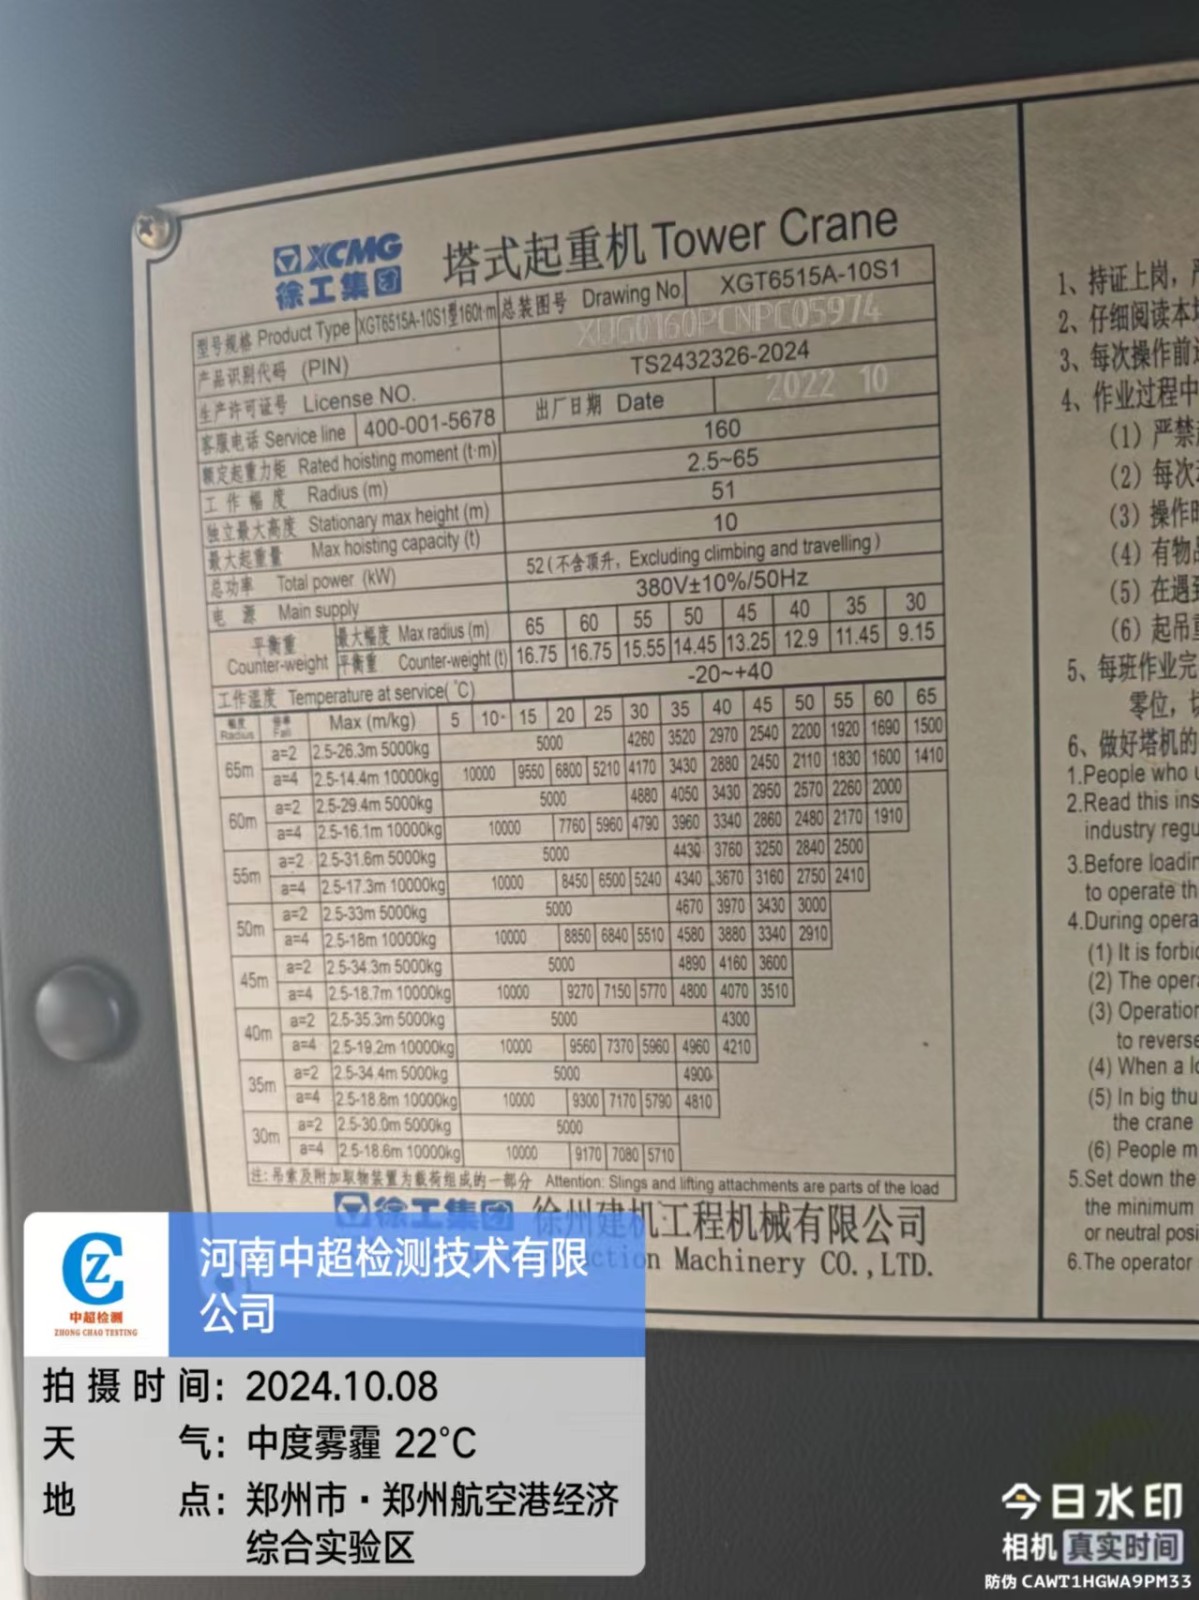 XCMG
徐工集团
塔式起重机 Tower Crane
型号规格 Product Type XGT6515A-10S1型160t·m 总装图号 Drawing No XGT6515A-10S1
产品识别代码 (PIN) XUG0160PCNPC05974
生产许可证号 License NO. TS2432326-2024
客服电话 Service line 400-001-5678 出厂日期 Date 2022 10
额定起重力矩 Rated hoisting moment (t·m) 160
工作幅度 Radius (m) 2.5~65
独立最大高度 Stationary max height (m) 51
最大起重量 Max hoisting capacity (t) 10
总功率 Total power (kW) 52(不含顶升, Excluding climbing and travelling)
电源 Main supply 380V±10%/50Hz
平衡重 Counter-weight
最大幅度 Max radius (m) 65 60 55 50 45 40 35 30
平衡重 Counter-weight (t) 16.75 16.75 15.55 14.45 13.25 12.9 11.45 9.15
工作温度 Temperature at service(℃) -20~+40
幅度 Radius 倍率 Fall Max (m/kg) 5 10 15 20 25 30 35 40 45 50 55 60 65
65m a=2 2.5-26.3m 5000kg 5000 4260 3520 2970 2540 2200 1920 1690 1500
a=4 2.5-14.4m 10000kg 10000 9550 6800 5210 4170 3430 2880 2450 2110 1830 1600 1410
60m a=2 2.5-29.4m 5000kg 5000 4880 4050 3430 2950 2570 2260 2000
a=4 2.5-16.1m 10000kg 10000 7760 5960 4790 3960 3340 2860 2480 2170 1910
55m a=2 2.5-31.6m 5000kg 5000 4430 3760 3250 2840 2500
a=4 2.5-17.3m 10000kg 10000 8450 6500 5240 4340 3670 3160 2750 2410
50m a=2 2.5-33m 5000kg 5000 4670 3970 3430 3000
a=4 2.5-18m 10000kg 10000 8850 6840 5510 4580 3880 3340 2910
45m a=2 2.5-34.3m 5000kg 5000 4890 4160 3600
a=4 2.5-18.7m 10000kg 10000 9270 7150 5770 4800 4070 3510
40m a=2 2.5-35.3m 5000kg 5000 4300
a=4 2.5-19.2m 10000kg 10000 9560 7370 5960 4960 4210
35m a=2 2.5-34.4m 5000kg 5000 4900
a=4 2.5-18.8m 10000kg 10000 9300 7170 5790 4810
30m a=2 2.5-30.0m 5000kg 5000
a=4 2.5-18.6m 10000kg 10000 9170 7080 5710
注: 吊索及附加取物装置为载荷组成的一部分 Attention: Slings and lifting attachments are parts of the load
徐工集团 徐州建机工程机械有限公司
Machinery CO.,LTD.
1、持证上岗,
2、仔细阅读本
3、每次操作前
4、作业过程中
(1) 严禁
(2) 每次
(3) 操作
(4) 有物
(5) 在遇
(6) 起吊
5、每班作业完
零位,
6、做好塔机的
1.People who
2.Read this
industry
3.Before
to operate
4.During
(1) It is
(2) The
(3)
to
(4) When a
(5) In big
the crane
(6) People
5.Set down the
the minimum
or neutral
6.The operator
CZ
中超检测
ZHONG CHAO TESTING
河南中超检测技术有限
公司
拍摄时间: 2024.10.08
天气: 中度雾霾 22℃
地点: 郑州市·郑州航空港经济
综合实验区
今日水印
相机 真实时间
防伪 CAWT1HGWA9PM33